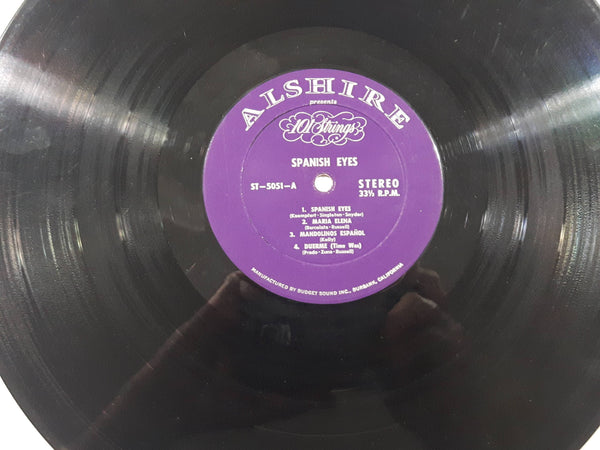 ALSHIRE
presents
101 Strings
SPANISH EYES
ST-5051-A
STEREO
33⅓ R.P.M.
1. SPANISH EYES
(Kaempfert-Singleton-Snyder)
2. MARIA ELENA
(Barcelata-Russell)
3. MANDOLINOS ESPAÑOL
(Kelly)
4. DUERME (Time Was)
(Prado-Luna-Russell)
MANUFACTURED BY BUDGET SOUND INC., BURBANK, CALIFORNIA